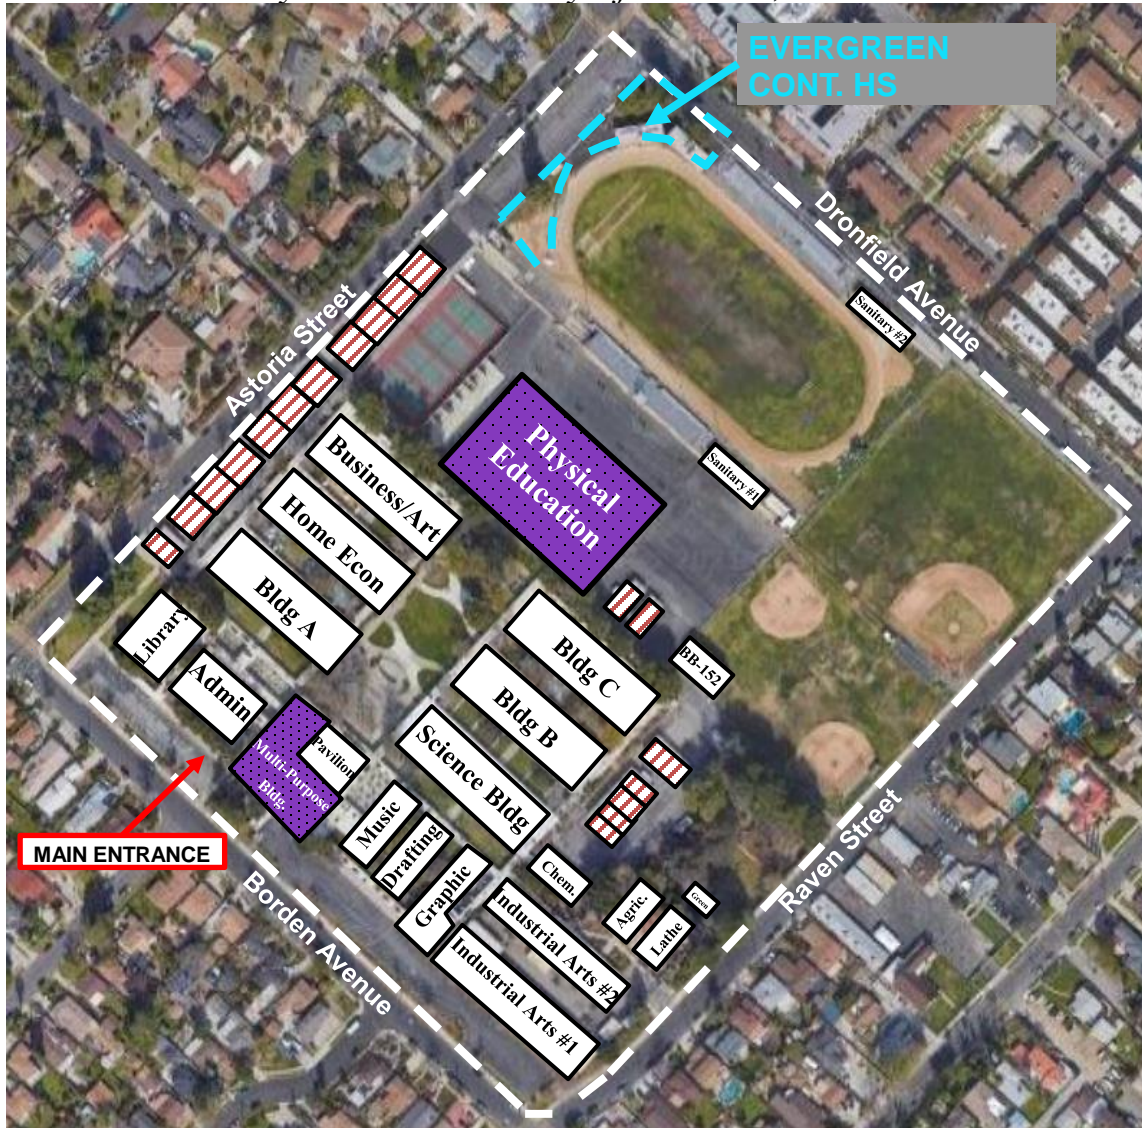 EVERGREEN
CONT. HS
Dronfield Avenue
Astoria Street
Sanitary #2
Physical
Education
Sanitary #1
Business/Art
Home Econ
Bldg A
Library
Admin
Bldg C
BB-152
Bldg B
Science Bldg
Pavilion
Multi-Purpose
Bldg.
Music
Drafting
Graphic
Chem.
Agric.
Green
Lathe
Industrial Arts #2
Industrial Arts #1
MAIN ENTRANCE
Borden Avenue
Raven Street